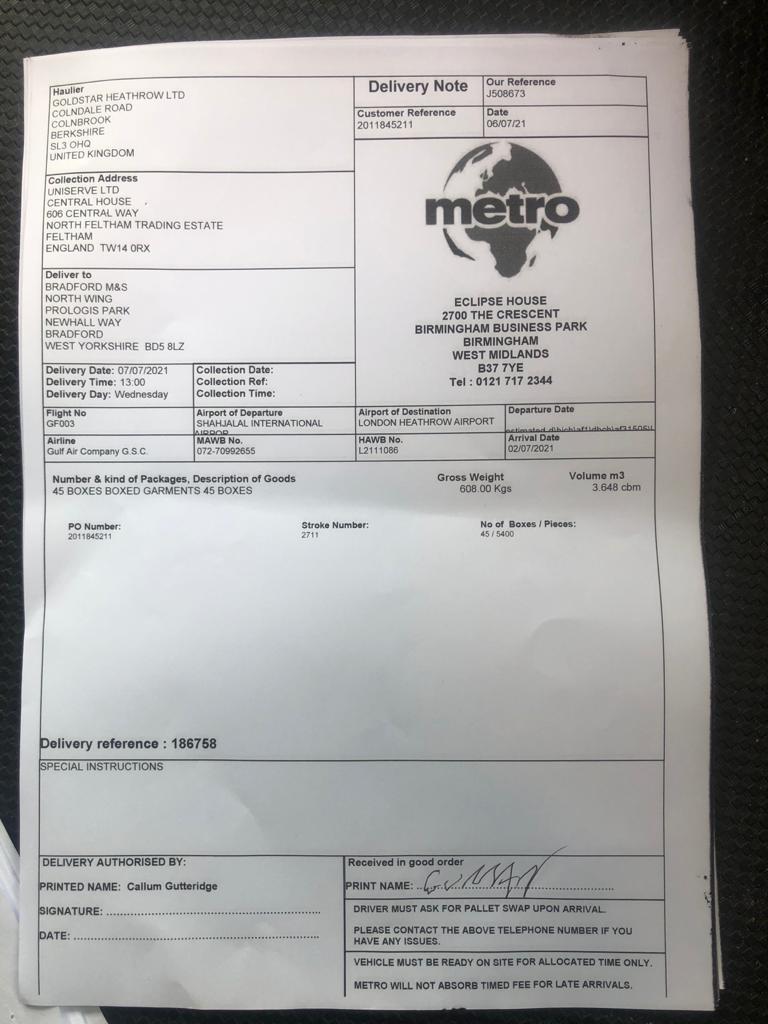 Haulier
GOLDSTAR HEATHROW LTD
COLNDALE ROAD
COLNBROOK
BERKSHIRE
SL3 OHQ
UNITED KINGDOM
Delivery Note
Our Reference
J508673
Customer Reference
2011845211
Date
06/07/21
Collection Address
UNISERVE LTD
CENTRAL HOUSE
606 CENTRAL WAY
NORTH FELTHAM TRADING ESTATE
FELTHAM
ENGLAND TW14 0RX
metro
ECLIPSE HOUSE
2700 THE CRESCENT
BIRMINGHAM BUSINESS PARK
BIRMINGHAM
WEST MIDLANDS
B37 7YE
Tel : 0121 717 2344
Deliver to
BRADFORD M&S
NORTH WING
PROLOGIS PARK
NEWHALL WAY
BRADFORD
WEST YORKSHIRE BD5 8LZ
Delivery Date: 07/07/2021
Delivery Time: 13:00
Delivery Day: Wednesday
Collection Date:
Collection Ref:
Collection Time:
Flight No
GF003
Airport of Departure
SHAHJALAL INTERNATIONAL
Airport of Destination
LONDON HEATHROW AIRPORT
Departure Date
Airline
Gulf Air Company G.S.C.
MAWB No.
072-70992655
HAWB No.
L2111086
Arrival Date
02/07/2021
Number & kind of Packages, Description of Goods
45 BOXES BOXED GARMENTS 45 BOXES
Gross Weight
608.00 Kgs
Volume m3
3.648 cbm
PO Number:
2011845211
Stroke Number:
2711
No of Boxes / Pieces:
45 / 5400
Delivery reference : 186758
SPECIAL INSTRUCTIONS
DELIVERY AUTHORISED BY:
PRINTED NAME: Callum Gutteridge
SIGNATURE:
DATE:
Received in good order
PRINT NAME:
DRIVER MUST ASK FOR PALLET SWAP UPON ARRIVAL.
PLEASE CONTACT THE ABOVE TELEPHONE NUMBER IF YOU
HAVE ANY ISSUES.
VEHICLE MUST BE READY ON SITE FOR ALLOCATED TIME ONLY.
METRO WILL NOT ABSORB TIMED FEE FOR LATE ARRIVALS.